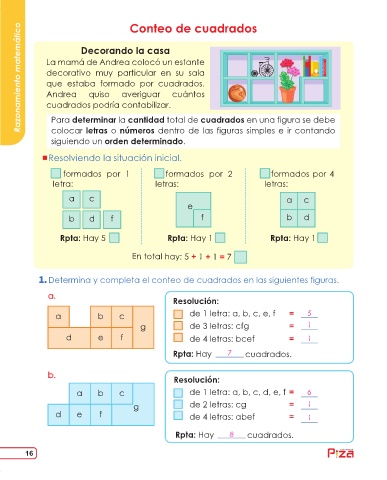 Razonamiento matemático
Conteo de cuadrados
Decorando la casa
La mamá de Andrea colocó un estante
decorativo muy particular en su sala
que estaba formado por cuadrados.
Andrea quiso averiguar cuántos
cuadrados podría contabilizar.
Para determinar la cantidad total de cuadrados en una figura se debe
colocar letras o números dentro de las figuras simples e ir contando
siguiendo un orden determinado.
Resolviendo la situación inicial.
formados por 1
letra:
a c
b d f
Rpta: Hay 5
formados por 2
letras:
e
f
Rpta: Hay 1
formados por 4
letras:
a c
b d
Rpta: Hay 1
En total hay: 5 + 1 + 1 = 7
1. Determina y completa el conteo de cuadrados en las siguientes figuras.
a.
a b c
g
d e f
Resolución:
de 1 letra: a, b, c, e, f = 5
de 3 letras: cfg = 1
de 4 letras: bcef = 1
Rpta: Hay 7 cuadrados.
b.
a b c
g
d e f
Resolución:
de 1 letra: a, b, c, d, e, f = 6
de 2 letras: cg = 1
de 4 letras: abef = 1
Rpta: Hay 8 cuadrados.
16